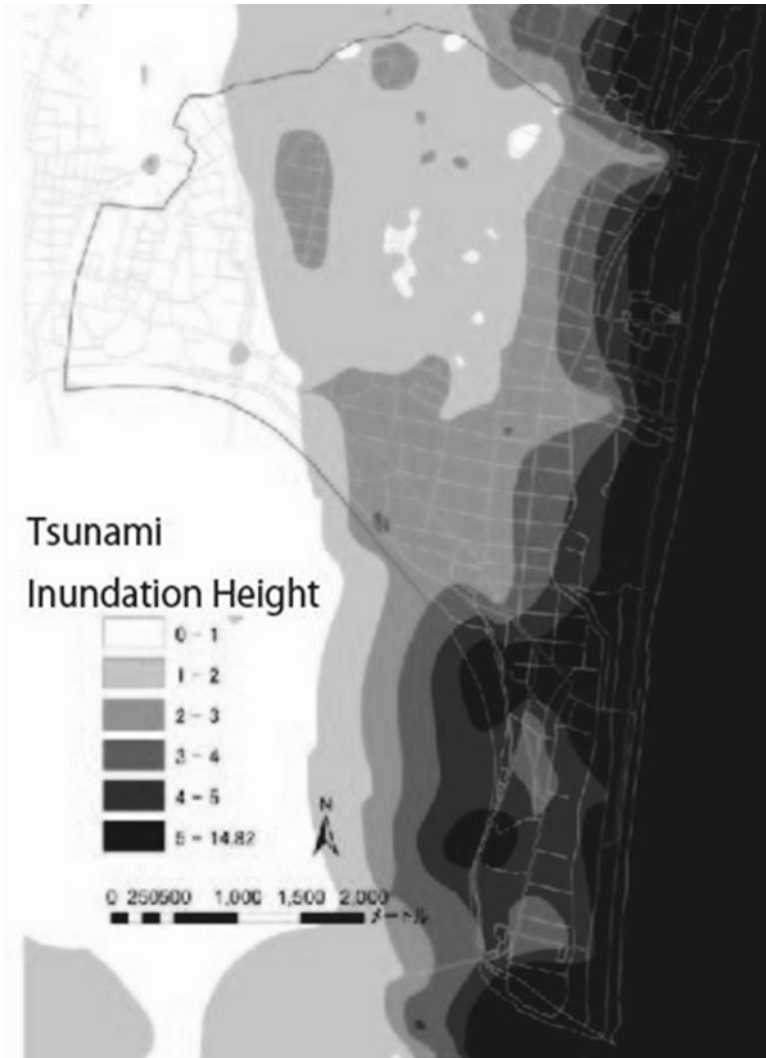 Tsunami
Inundation Height
0 - 1
1 - 2
2 - 3
3 - 4
4 - 5
5 - 14.82
N
0 250500 1,000 1,500 2,000
メートル